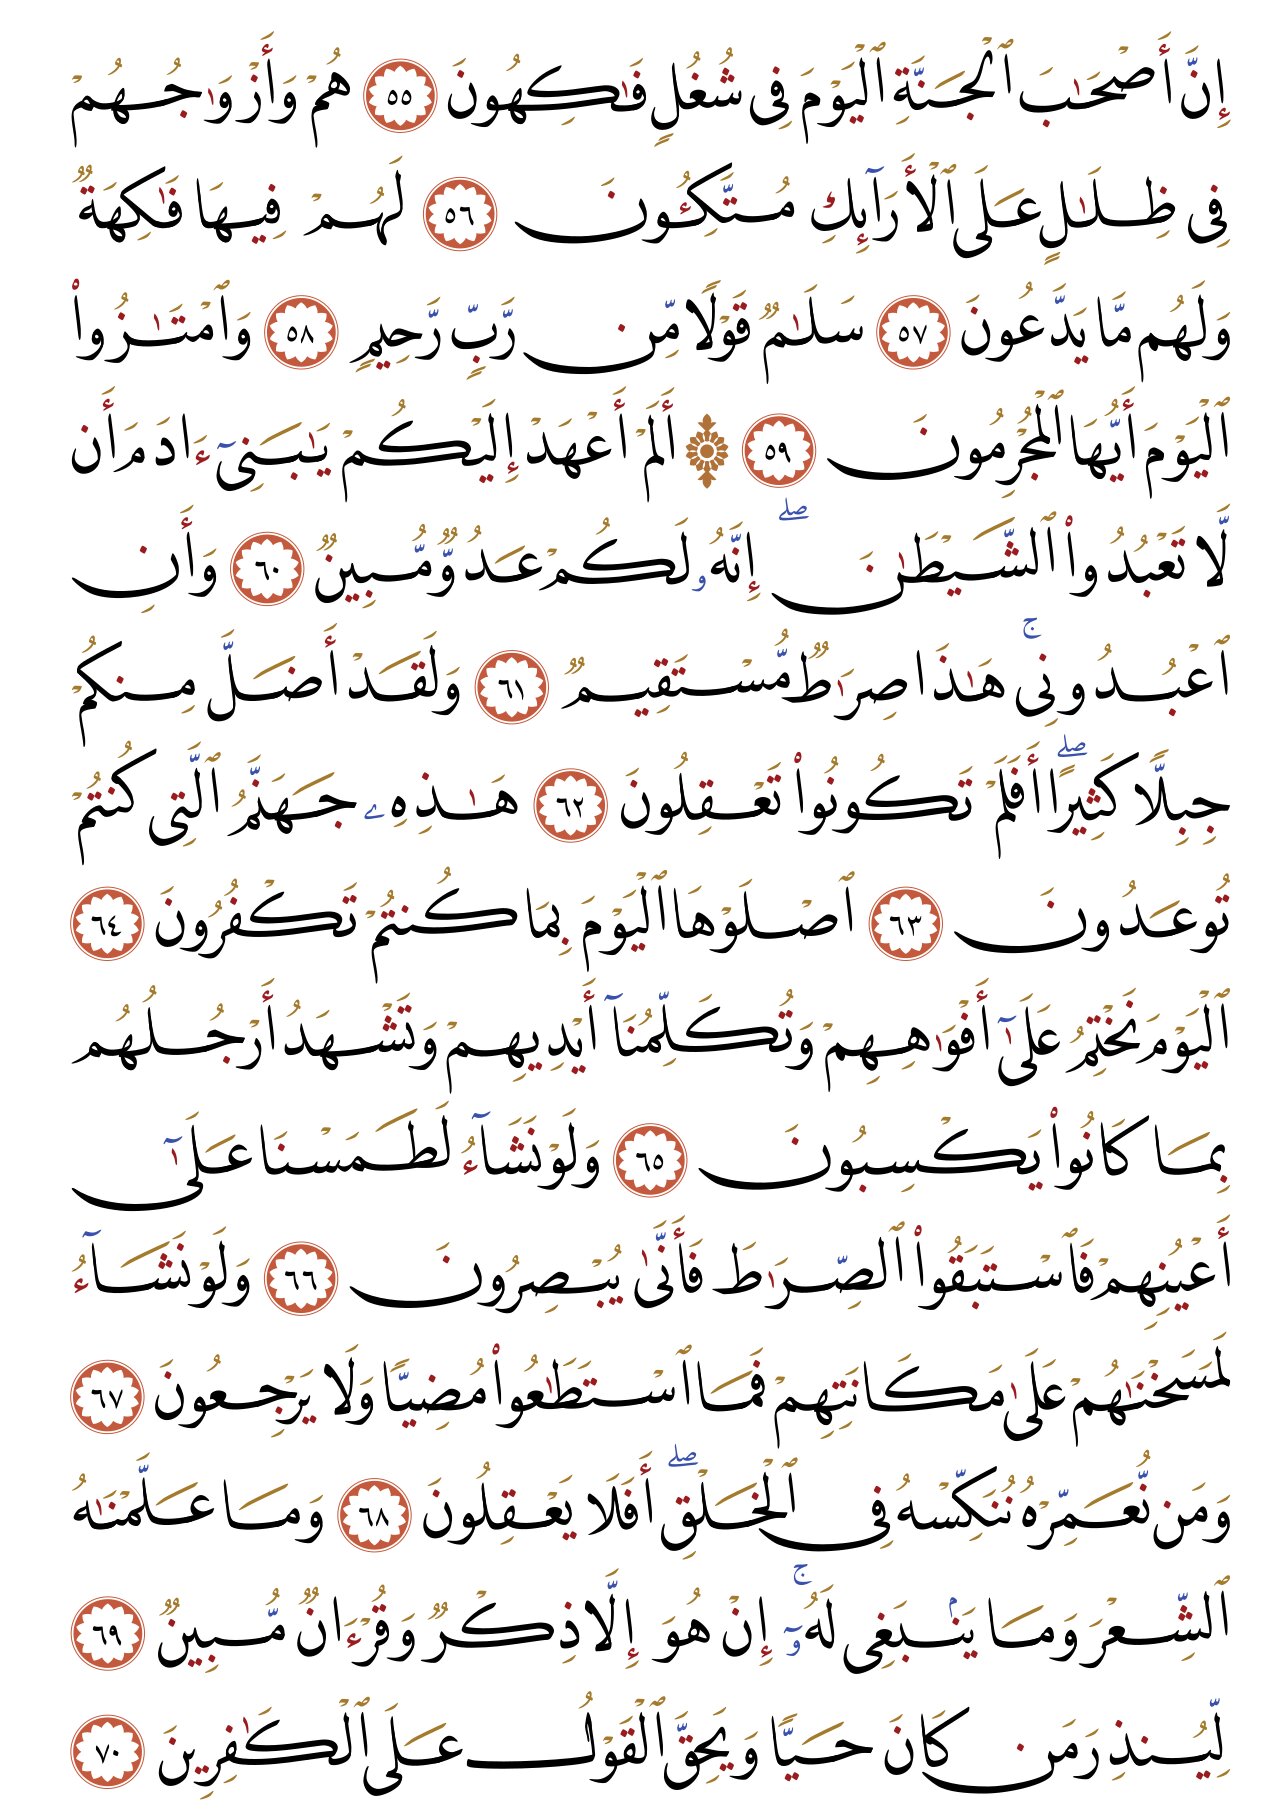 إِنَّ أَصْحَٰبَ ٱلْجَنَّةِ ٱلْيَوْمَ فِى شُغُلٍ فَٰكِهُونَ ٥٥ هُمْ وَأَزْوَٰجُهُمْ
فِى ظِلَٰلٍ عَلَى ٱلْأَرَآئِكِ مُتَّكِـُٔونَ ٥٦ لَهُمْ فِيهَا فَٰكِهَةٌ
وَلَهُم مَّا يَدَّعُونَ ٥٧ سَلَٰمٌ قَوْلًا مِّن رَّبٍّ رَّحِيمٍ ٥٨ وَٱمْتَٰزُوا۟
ٱلْيَوْمَ أَيُّهَا ٱلْمُجْرِمُونَ ٥٩ ۞ أَلَمْ أَعْهَدْ إِلَيْكُمْ يَٰبَنِىٓ ءَادَمَ أَن
لَّا تَعْبُدُوا۟ ٱلشَّيْطَٰنَ ۖ إِنَّهُۥ لَكُمْ عَدُوٌّ مُّبِينٌ ٦٠ وَأَنِ
ٱعْبُدُونِى ۚ هَٰذَا صِرَٰطٌ مُّسْتَقِيمٌ ٦١ وَلَقَدْ أَضَلَّ مِنكُمْ
جِبِلًّا كَثِيرًا ۖ أَفَلَمْ تَكُونُوا۟ تَعْقِلُونَ ٦٢ هَٰذِهِۦ جَهَنَّمُ ٱلَّتِى كُنتُمْ
تُوعَدُونَ ٦٣ ٱصْلَوْهَا ٱلْيَوْمَ بِمَا كُنتُمْ تَكْفُرُونَ ٦٤
ٱلْيَوْمَ نَخْتِمُ عَلَىٰٓ أَفْوَٰهِهِمْ وَتُكَلِّمُنَآ أَيْدِيهِمْ وَتَشْهَدُ أَرْجُلُهُم
بِمَا كَانُوا۟ يَكْسِبُونَ ٦٥ وَلَوْ نَشَآءُ لَطَمَسْنَا عَلَىٰٓ
أَعْيُنِهِمْ فَٱسْتَبَقُوا۟ ٱلصِّرَٰطَ فَأَنَّىٰ يُبْصِرُونَ ٦٦ وَلَوْ نَشَآءُ
لَمَسَخْنَٰهُمْ عَلَىٰ مَكَانَتِهِمْ فَمَا ٱسْتَطَٰعُوا۟ مُضِيًّا وَلَا يَرْجِعُونَ ٦٧
وَمَن نُّعَمِّرْهُ نُنَكِّسْهُ فِى ٱلْخَلْقِ ۖ أَفَلَا يَعْقِلُونَ ٦٨ وَمَا عَلَّمْنَٰهُ
ٱلشِّعْرَ وَمَا يَنۢبَغِى لَهُۥٓ ۚ إِنْ هُوَ إِلَّا ذِكْرٌ وَقُرْءَانٌ مُّبِينٌ ٦٩
لِّيُنذِرَ مَن كَانَ حَيًّا وَيَحِقَّ ٱلْقَوْلُ عَلَى ٱلْكَٰفِرِينَ ٧٠